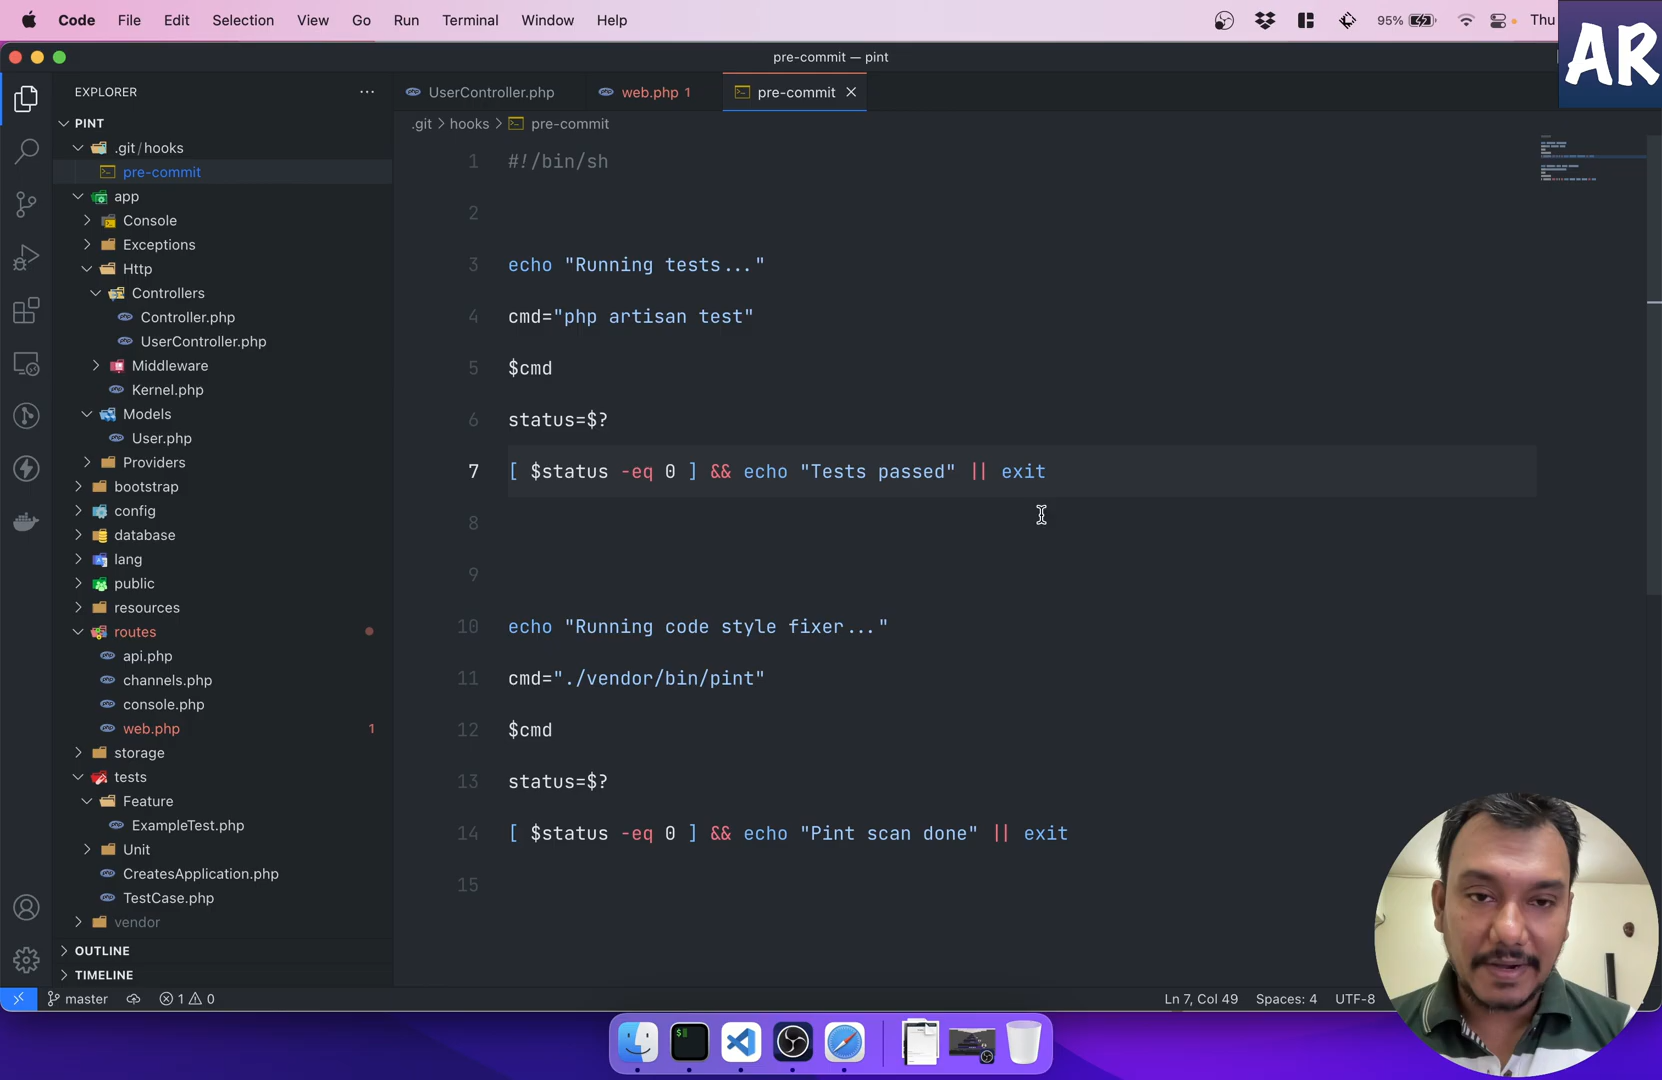 Code File Edit Selection View Go Run Terminal Window Help 95% Thu
AR
pre-commit — pint
EXPLORER
UserController.php web.php 1 pre-commit
.git > hooks > pre-commit
PINT
.git / hooks
pre-commit
app
Console
Exceptions
Http
Controllers
Controller.php
UserController.php
Middleware
Kernel.php
Models
User.php
Providers
bootstrap
config
database
lang
public
resources
routes
api.php
channels.php
console.php
web.php 1
storage
tests
Feature
ExampleTest.php
Unit
CreatesApplication.php
TestCase.php
vendor
OUTLINE
TIMELINE
1 #!/bin/sh
2
3 echo "Running tests..."
4 cmd="php artisan test"
5 $cmd
6 status=$?
7 [ $status -eq 0 ] && echo "Tests passed" || exit
8
9
10 echo "Running code style fixer..."
11 cmd="./vendor/bin/pint"
12 $cmd
13 status=$?
14 [ $status -eq 0 ] && echo "Pint scan done" || exit
15
master 1 0 Ln 7, Col 49 Spaces: 4 UTF-8